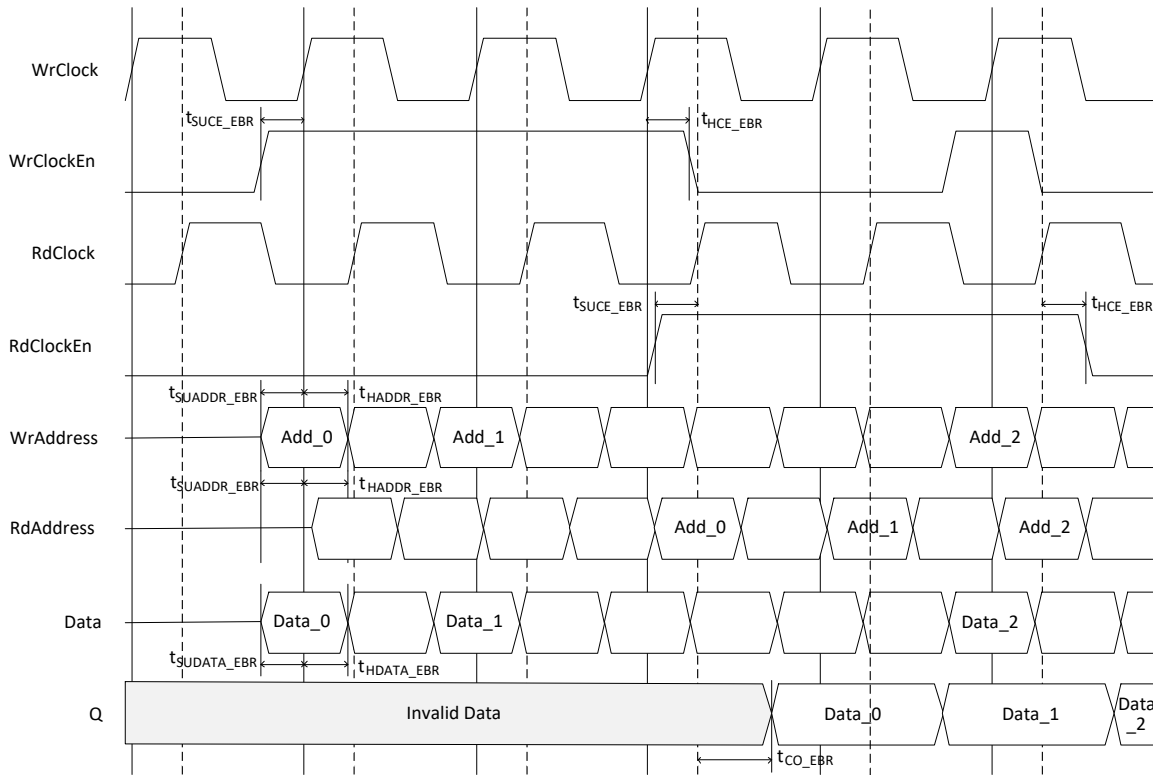 WrClock
tSUCE_EBR
tHCE_EBR
WrClockEn
RdClock
tSUCE_EBR
tHCE_EBR
RdClockEn
tSUADDR_EBR
tHADDR_EBR
WrAddress
Add_0
Add_1
Add_2
tSUADDR_EBR
tHADDR_EBR
RdAddress
Add_0
Add_1
Add_2
Data
Data_0
Data_1
Data_2
tSUDATA_EBR
tHDATA_EBR
Q
Invalid Data
Data_0
Data_1
Data
_2
tCO_EBR